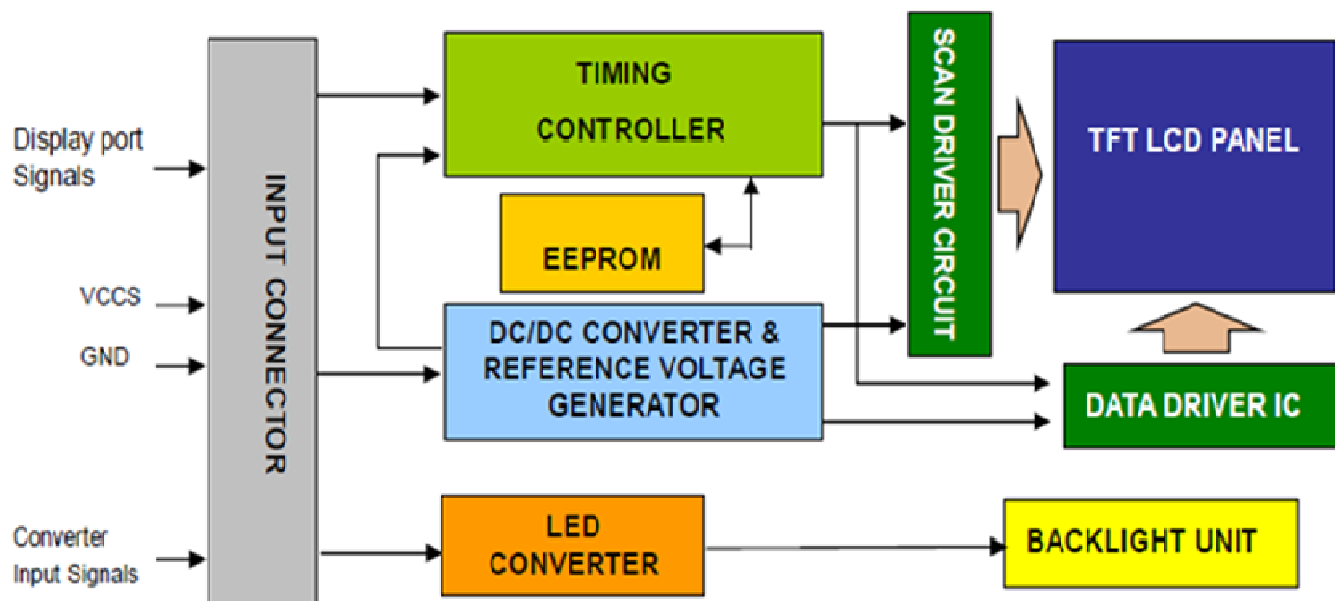 Display port
Signals
VCCS
GND
Converter
Input Signals
INPUT CONNECTOR
TIMING
CONTROLLER
EEPROM
DC/DC CONVERTER &
REFERENCE VOLTAGE
GENERATOR
LED
CONVERTER
SCAN DRIVER CIRCUIT
TFT LCD PANEL
DATA DRIVER IC
BACKLIGHT UNIT